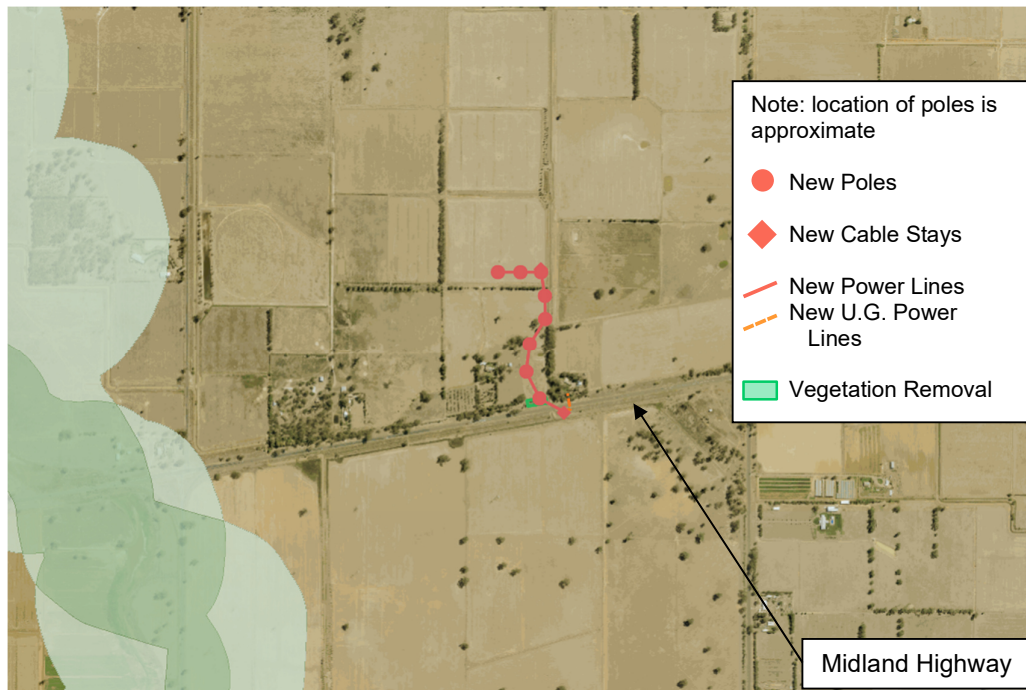 Note: location of poles is
approximate
New Poles
New Cable Stays
New Power Lines
New U.G. Power
Lines
Vegetation Removal
Midland Highway